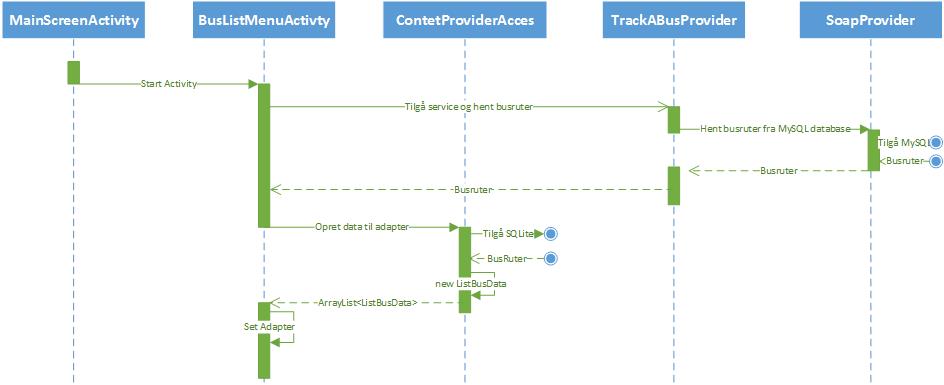 MainScreenActivity
BusListMenuActivty
ContetProviderAcces
TrackABusProvider
SoapProvider
Start Activity
Tilgå service og hent busruter
Hent busruter fra MySQL database
Tilgå MySQL
Busruter
Busruter
Busruter
Opret data til adapter
Tilgå SQLite
BusRuter
new ListBusData
ArrayList<ListBusData>
Set Adapter